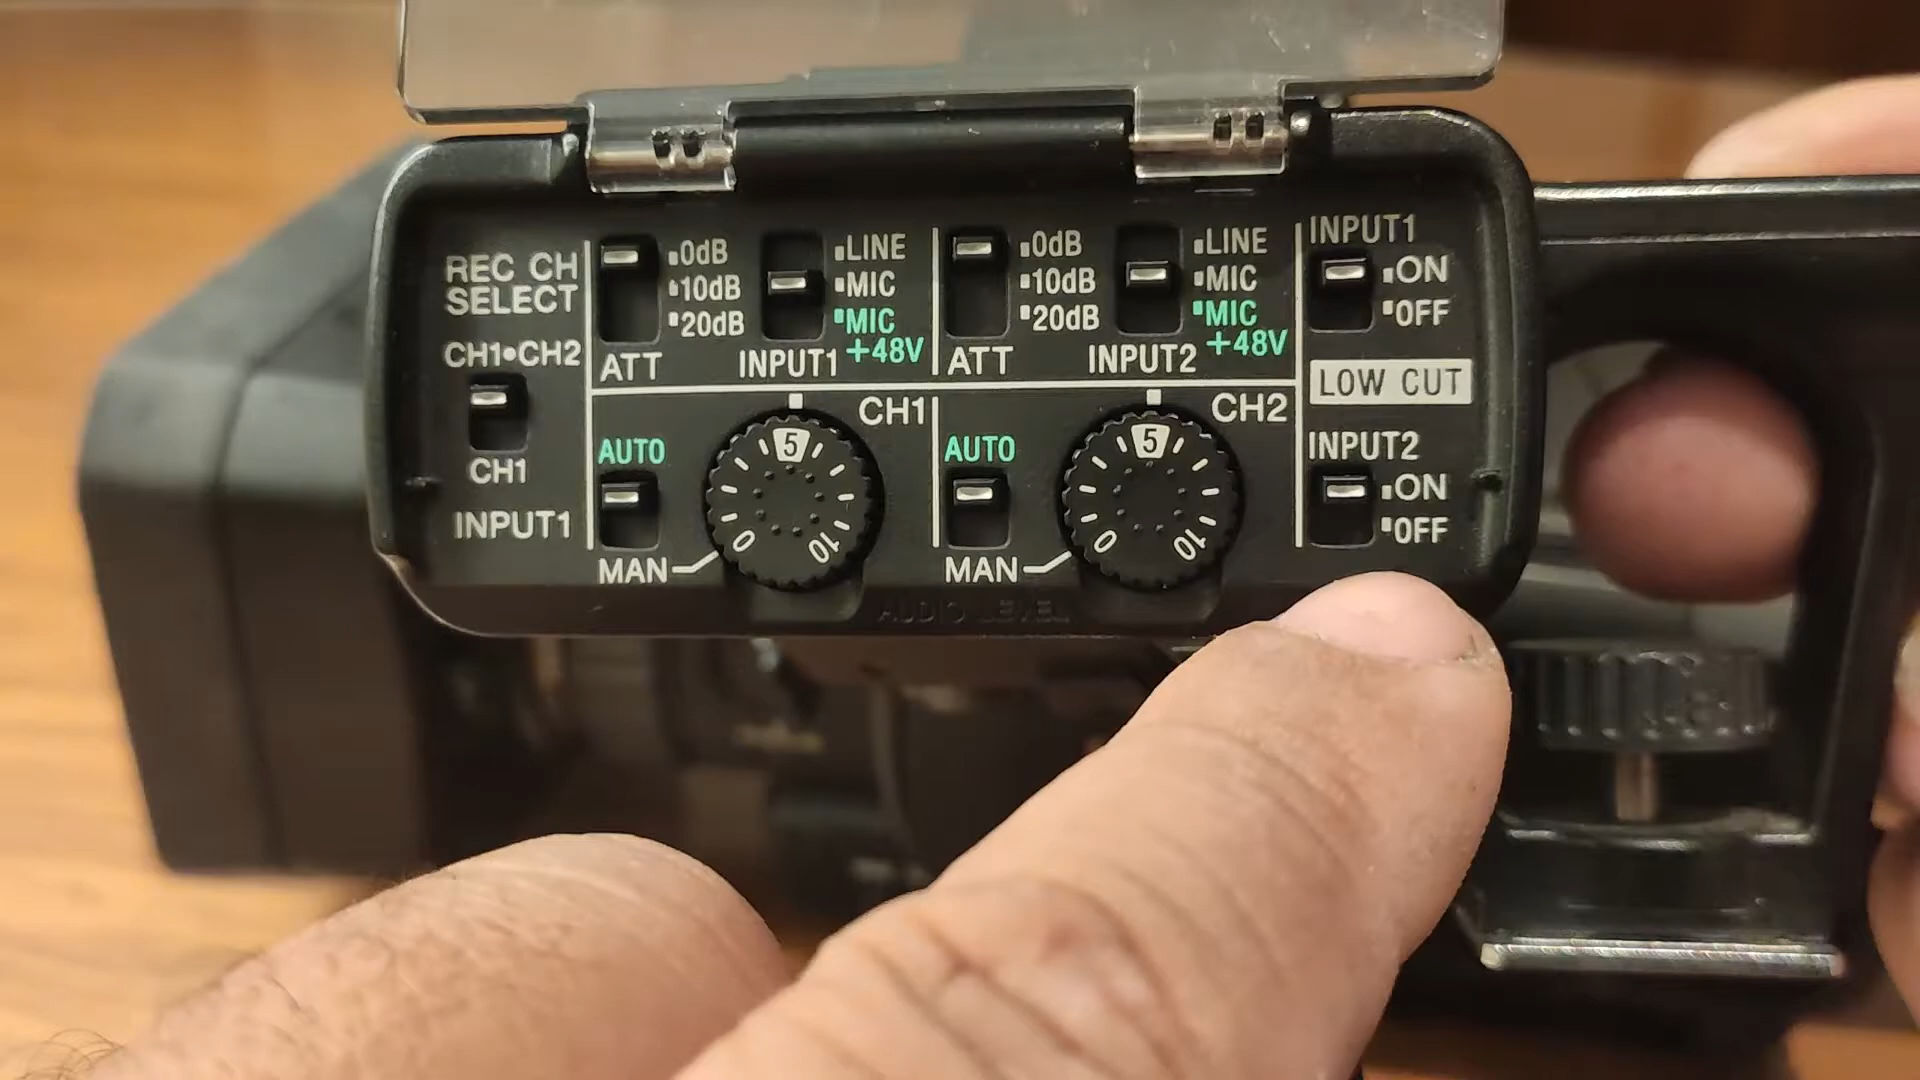 REC CH
SELECT
CH1•CH2
CH1
INPUT1
0dB
10dB
20dB
ATT
LINE
MIC
MIC
+48V
INPUT1
0dB
10dB
20dB
ATT
LINE
MIC
MIC
+48V
INPUT2
INPUT1
ON
OFF
LOW CUT
INPUT2
ON
OFF
AUTO
MAN
CH1
5
0
10
AUTO
MAN
CH2
5
0
10
AUDIO LEVEL